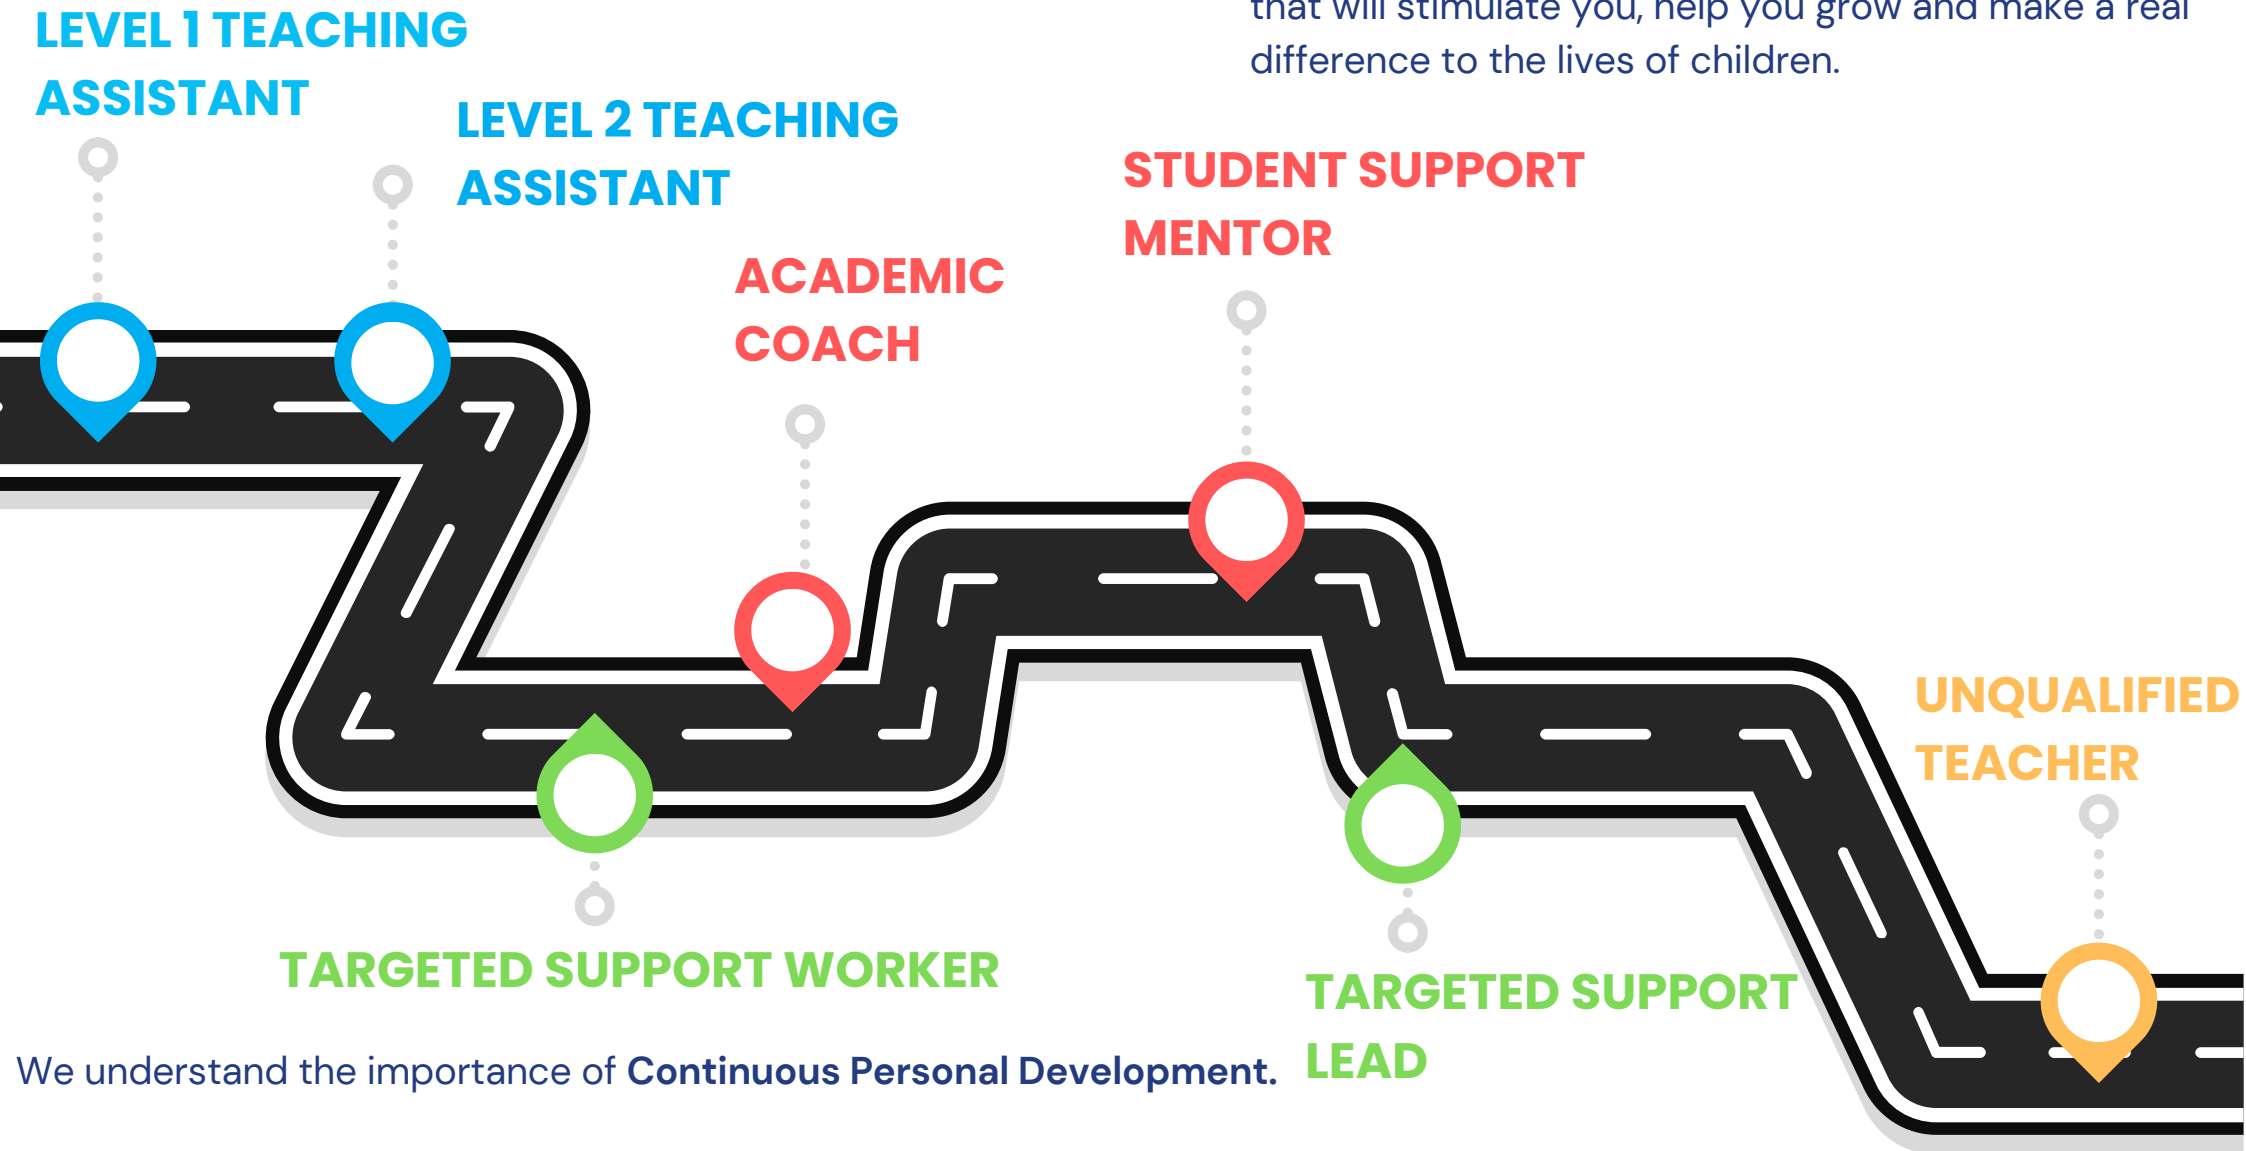 LEVEL 1 TEACHING
ASSISTANT
that will stimulate you, help you grow and make a real
difference to the lives of children.
LEVEL 2 TEACHING
ASSISTANT
STUDENT SUPPORT
MENTOR
ACADEMIC
COACH
UNQUALIFIED
TEACHER
TARGETED SUPPORT WORKER
TARGETED SUPPORT
LEAD
We understand the importance of Continuous Personal Development.